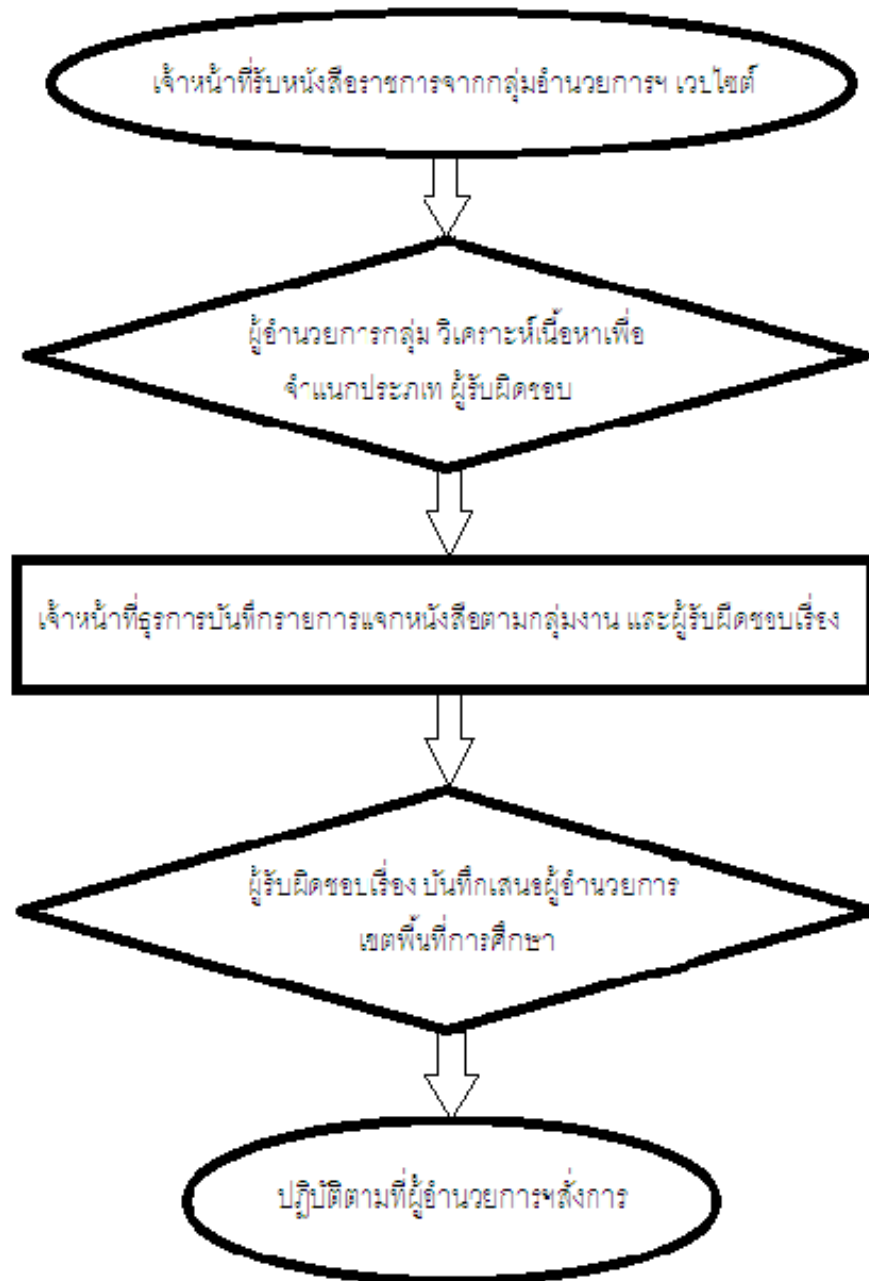 เจ้าหน้าที่รับหนังสือราชการจากกลุ่มอำนวยการฯ เวบไซต์
ผู้อำนวยการกลุ่ม วิเคราะห์เนื้อหาเพื่อ
จำแนกประเภท ผู้รับผิดชอบ
เจ้าหน้าที่ธุรการบันทึกรายการแจกหนังสือตามกลุ่มงาน และผู้รับผิดชอบเรื่อง
ผู้รับผิดชอบเรื่อง บันทึกเสนอผู้อำนวยการ
เขตพื้นที่การศึกษา
ปฏิบัติตามที่ผู้อำนวยการฯสั่งการ